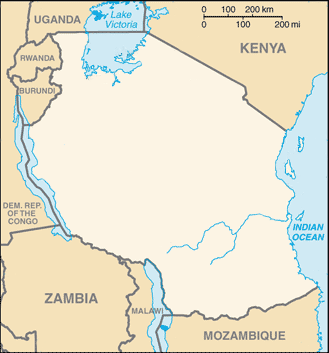 UGANDA
Lake
Victoria
0 100 200 km
0 100 200 mi
KENYA
RWANDA
BURUNDI
DEM. REP.
OF THE
CONGO
INDIAN
OCEAN
ZAMBIA
MALAWI
MOZAMBIQUE